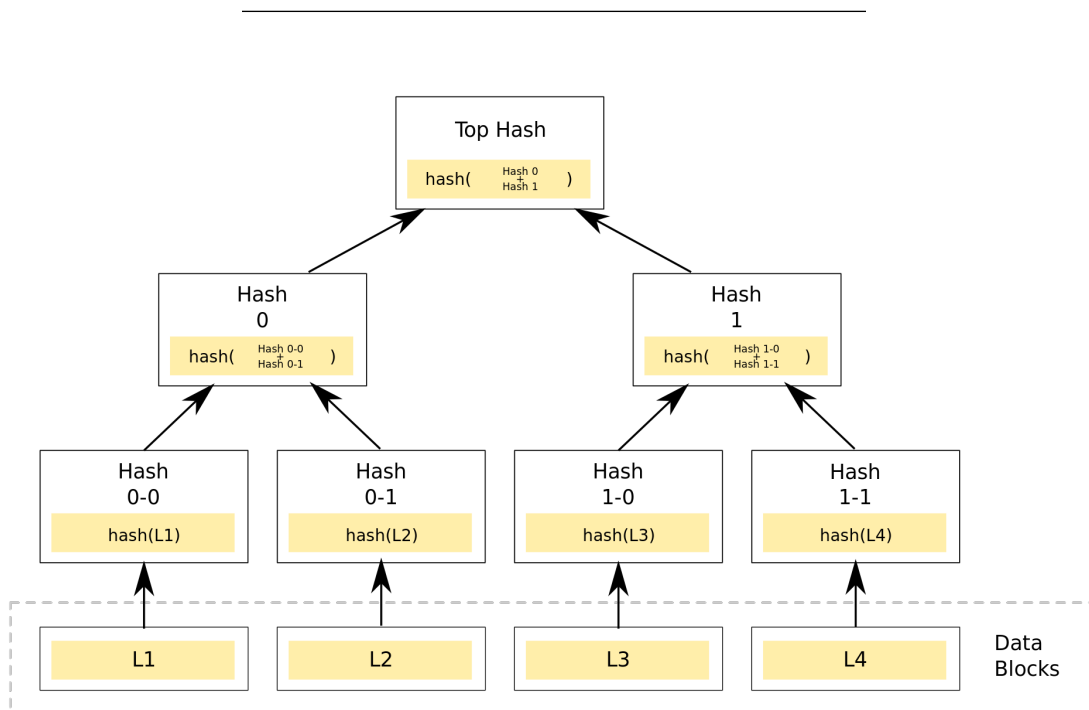 Top Hash
hash( Hash 0 + Hash 1 )
Hash
0
hash( Hash 0-0 + Hash 0-1 )
Hash
1
hash( Hash 1-0 + Hash 1-1 )
Hash
0-0
hash(L1)
Hash
0-1
hash(L2)
Hash
1-0
hash(L3)
Hash
1-1
hash(L4)
L1
L2
L3
L4
Data
Blocks